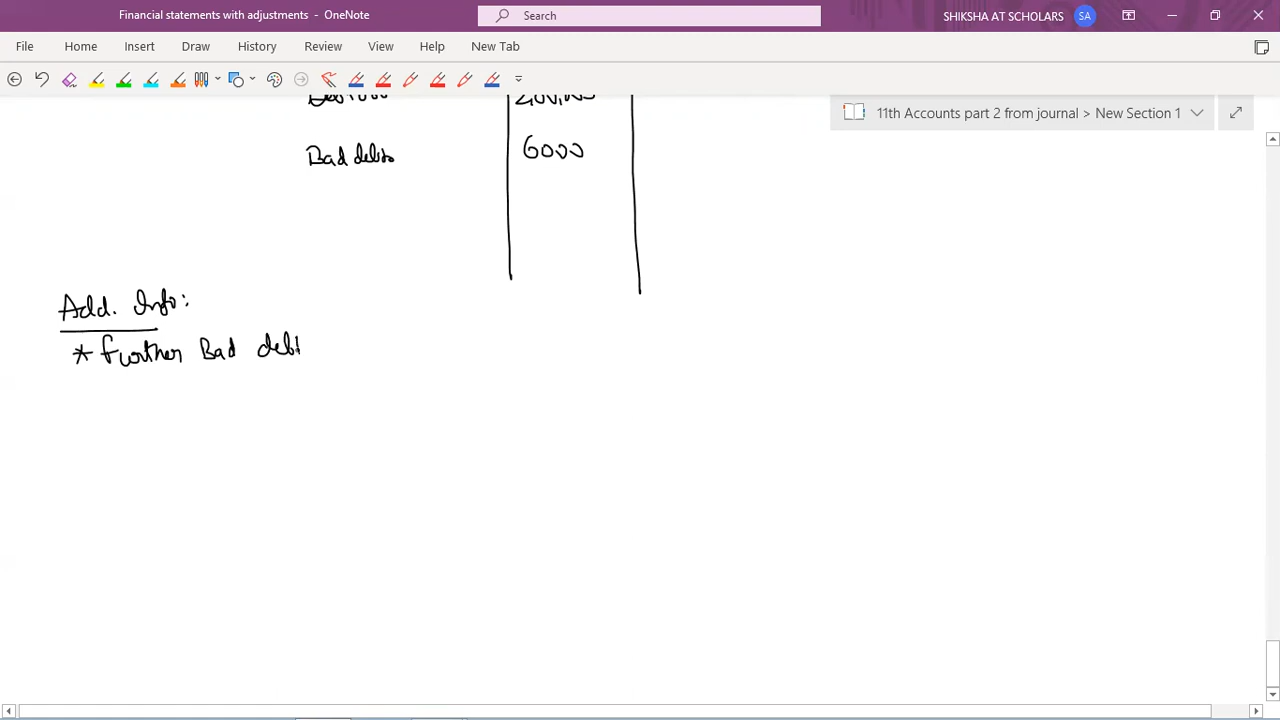 Financial statements with adjustments - OneNote
Search
SHIKSHA AT SCHOLARS SA
File Home Insert Draw History Review View Help New Tab
11th Accounts part 2 from journal > New Section 1
Bad debts 6000
Add. Info:
* Further Bad debt